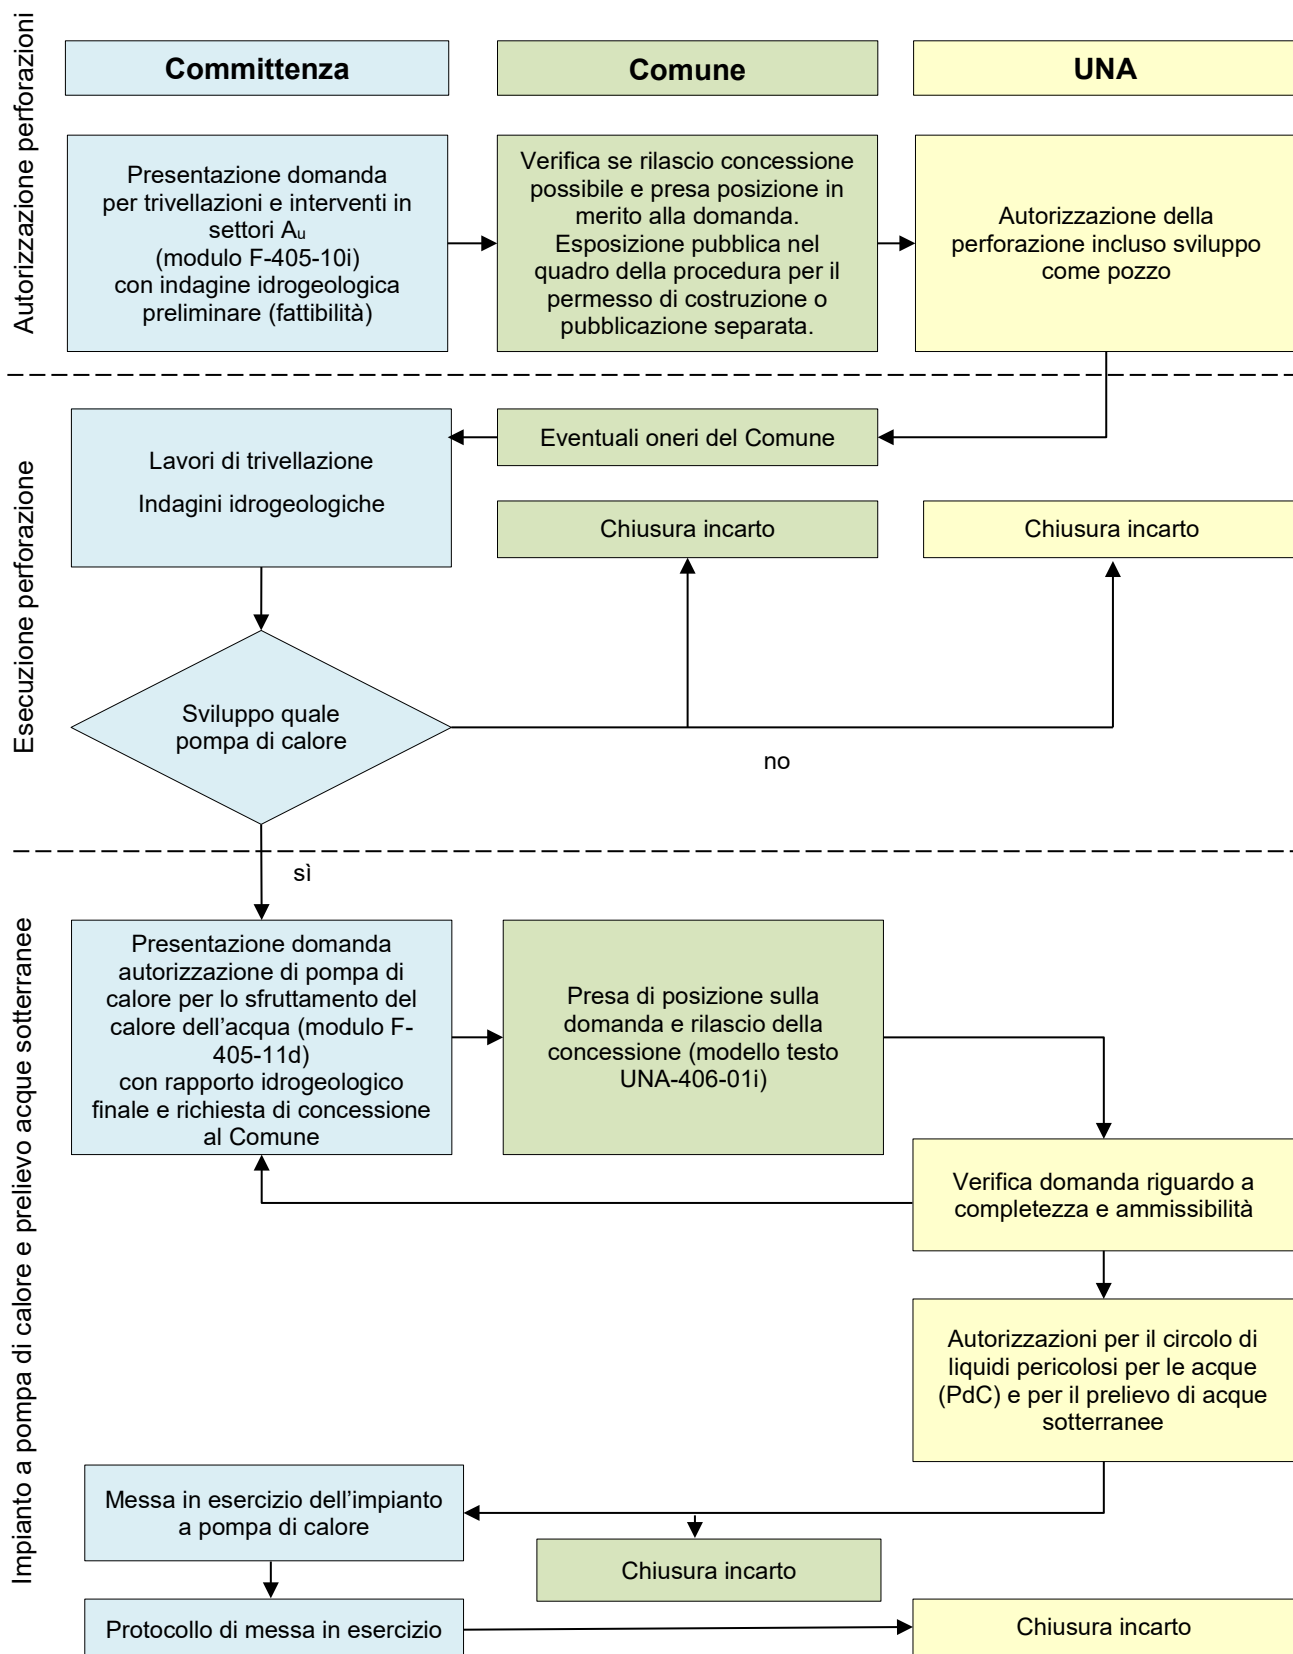 Autorizzazione perforazioni
Committenza
Comune
UNA
Presentazione domanda
per trivellazioni e interventi in
settori Au
(modulo F-405-10i)
con indagine idrogeologica
preliminare (fattibilità)
Verifica se rilascio concessione
possibile e presa posizione in
merito alla domanda.
Esposizione pubblica nel
quadro della procedura per il
permesso di costruzione o
pubblicazione separata.
Autorizzazione della
perforazione incluso sviluppo
come pozzo
Esecuzione perforazione
Lavori di trivellazione
Indagini idrogeologiche
Eventuali oneri del Comune
Chiusura incarto
Chiusura incarto
Sviluppo quale
pompa di calore
no
sì
Impianto a pompa di calore e prelievo acque sotterranee
Presentazione domanda
autorizzazione di pompa di
calore per lo sfruttamento del
calore dell’acqua (modulo F-
405-11d)
con rapporto idrogeologico
finale e richiesta di concessione
al Comune
Presa di posizione sulla
domanda e rilascio della
concessione (modello testo
UNA-406-01i)
Verifica domanda riguardo a
completezza e ammissibilità
Autorizzazioni per il circolo di
liquidi pericolosi per le acque
(PdC) e per il prelievo di acque
sotterranee
Messa in esercizio dell’impianto
a pompa di calore
Chiusura incarto
Protocollo di messa in esercizio
Chiusura incarto